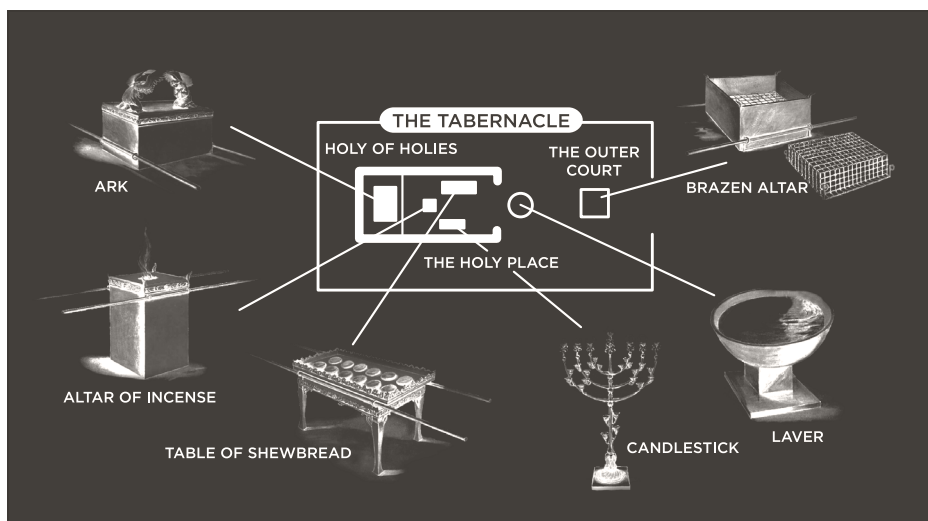 THE TABERNACLE
HOLY OF HOLIES
THE OUTER
COURT
ARK
BRAZEN ALTAR
THE HOLY PLACE
ALTAR OF INCENSE
TABLE OF SHEWBREAD
CANDLESTICK
LAVER